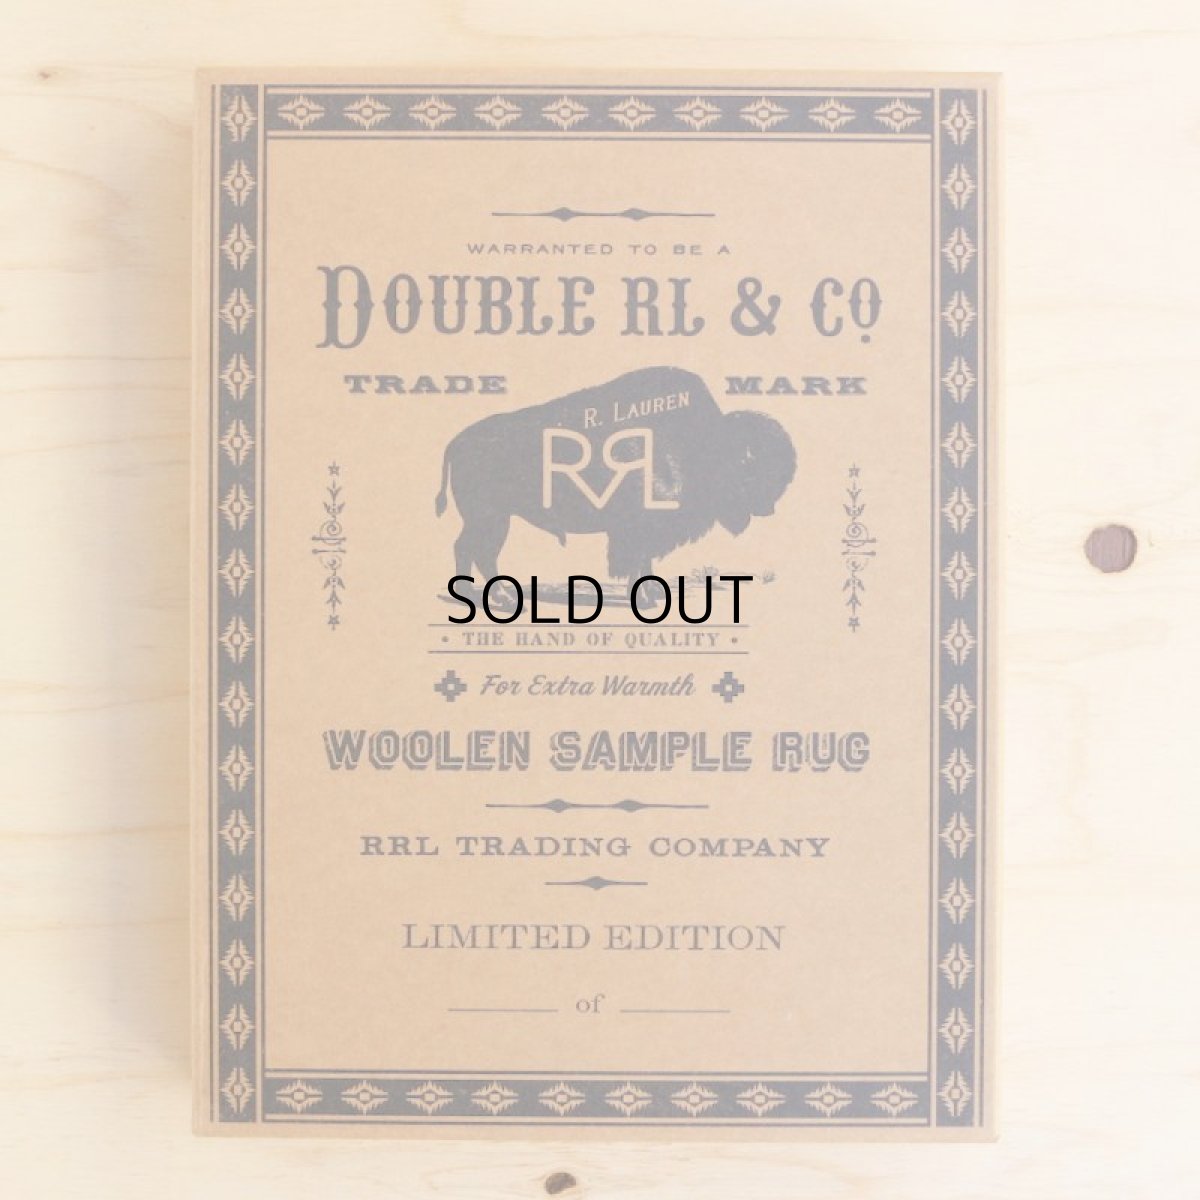 WARRANTED TO BE A
DOUBLE RL & CO
TRADE MARK
R. LAUREN
RRL
SOLD OUT
• THE HAND OF QUALITY •
For Extra Warmth
WOOLEN SAMPLE RUG
RRL TRADING COMPANY
LIMITED EDITION
of